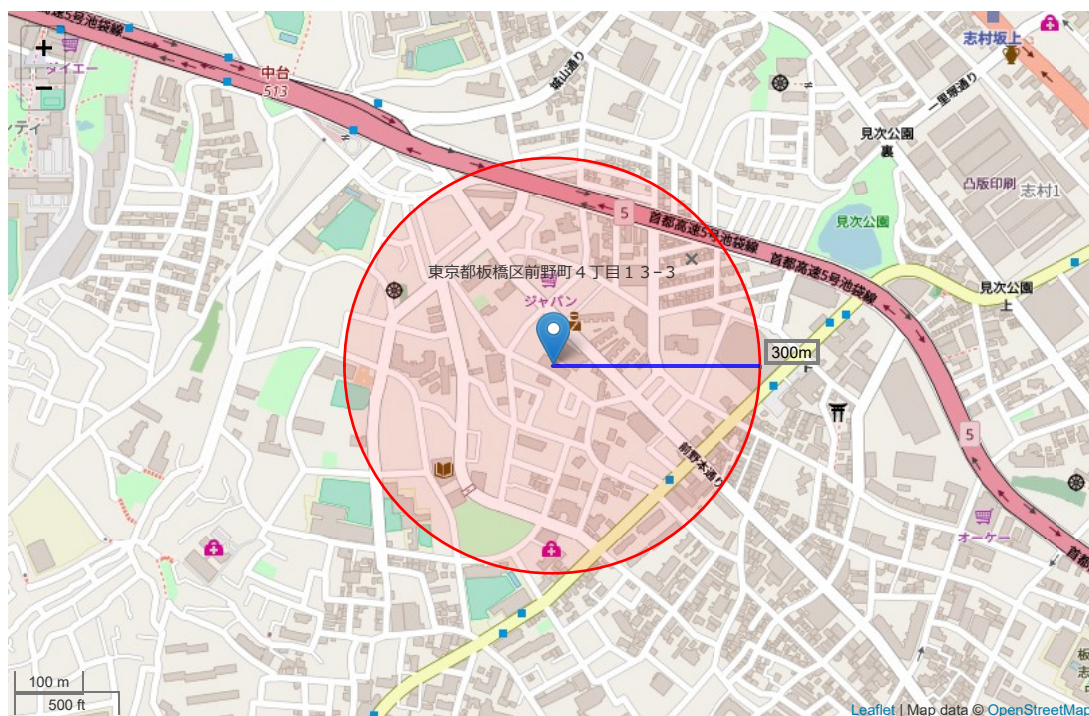 首都高速5号池袋線
志村坂上
+
ダイエー
中台
513
城山通り
−
一里塚通り
見次公園
裏
凸版印刷
志村1
5
首都高速5号池袋線
見次公園
東京都板橋区前野町４丁目１３−３
首都高速5号池袋線
ジャパン
見次公園
上
300m
5
前野本通り
オーケー
100 m
500 ft
Leaflet | Map data © OpenStreetMap